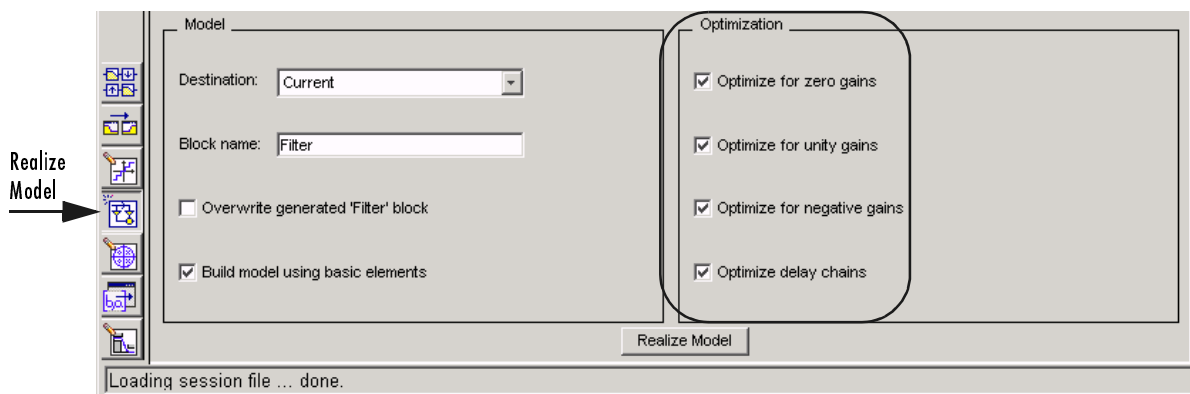 Model
Optimization
Destination: Current
Optimize for zero gains
Block name: Filter
Optimize for unity gains
Realize
Model
Overwrite generated 'Filter' block
Optimize for negative gains
Build model using basic elements
Optimize delay chains
[b,a]
Realize Model
Loading session file ... done.